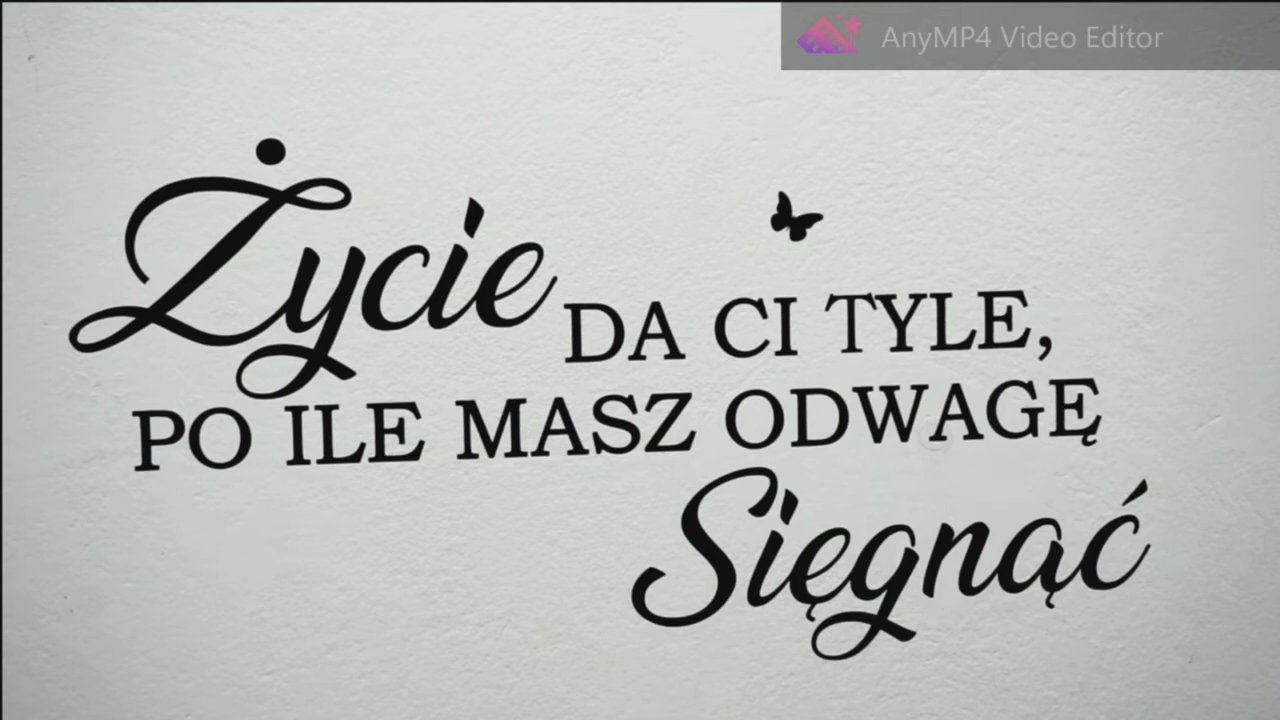 AnyMP4 Video Editor
Życie DA CI TYLE,
PO ILE MASZ ODWAGĘ
Sięgnąć